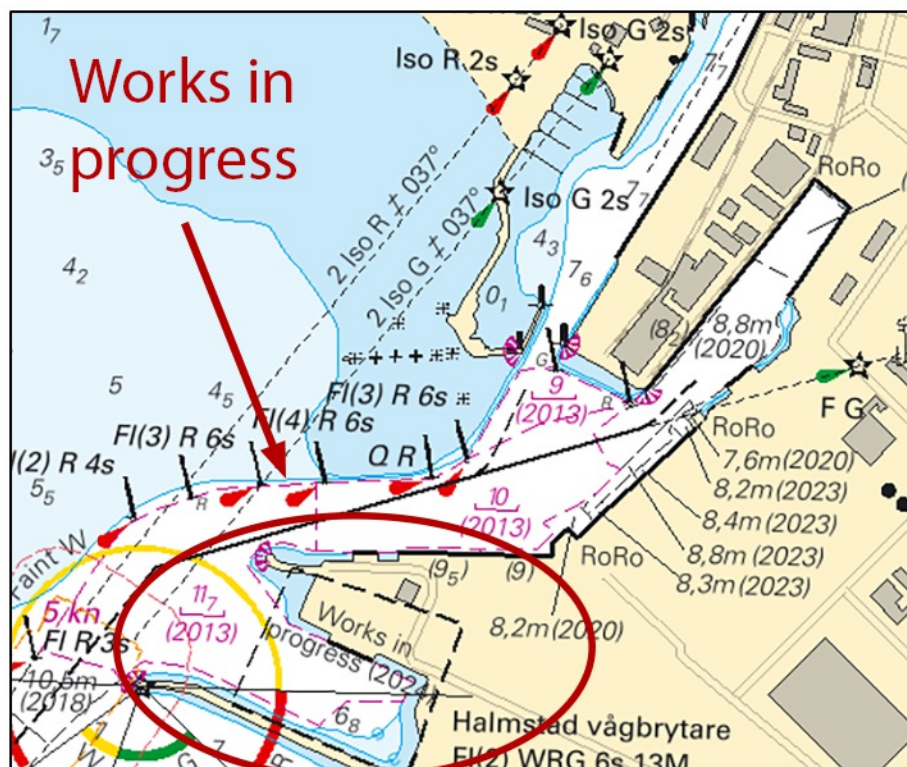 1₇
Iso G 2s
Iso R 2s
7₇
Works in
progress
3₅
RoRo
7₇
Iso G 2s
2 Iso R ‡ 037°
2 Iso G ‡ 037°
4₃
4₂
7₆
0₁
(8₂)
8,8m
(2020)
G
5
4₅
Fl(3) R 6s
9
(2013)
R
F G
Fl(4) R 6s
Fl(3) R 6s
RoRo
Q R
7,6m(2020)
l(2) R 4s
8,2m(2023)
5₅
R
10
(2013)
8,4m(2023)
8,8m(2023)
RoRo
8,3m(2023)
aint W
(9₅)
(9)
11₇
(2013)
5 kn
Works in
progress (2024)
8,2m(2020)
Fl R 3s
10,5m
(2018)
6₈
Halmstad vågbrytare
Fl(2) WRG 6s 13M
7
W
G
R